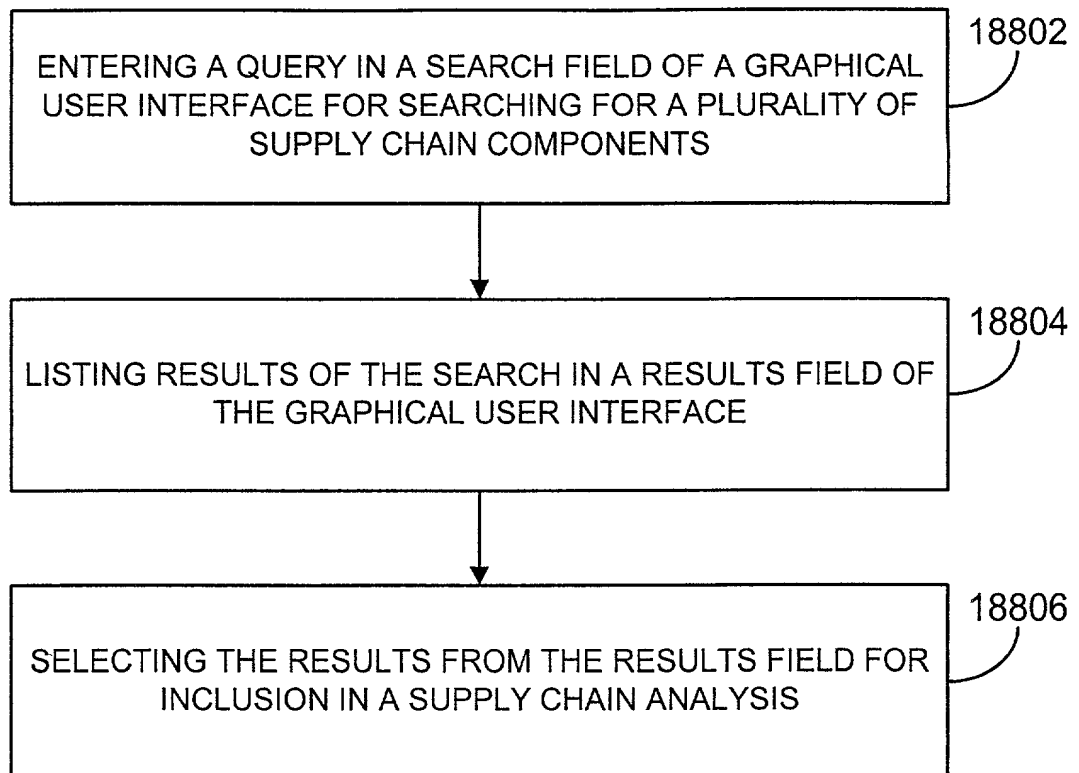 18802
ENTERING A QUERY IN A SEARCH FIELD OF A GRAPHICAL
USER INTERFACE FOR SEARCHING FOR A PLURALITY OF
SUPPLY CHAIN COMPONENTS
18804
LISTING RESULTS OF THE SEARCH IN A RESULTS FIELD OF
THE GRAPHICAL USER INTERFACE
18806
SELECTING THE RESULTS FROM THE RESULTS FIELD FOR
INCLUSION IN A SUPPLY CHAIN ANALYSIS